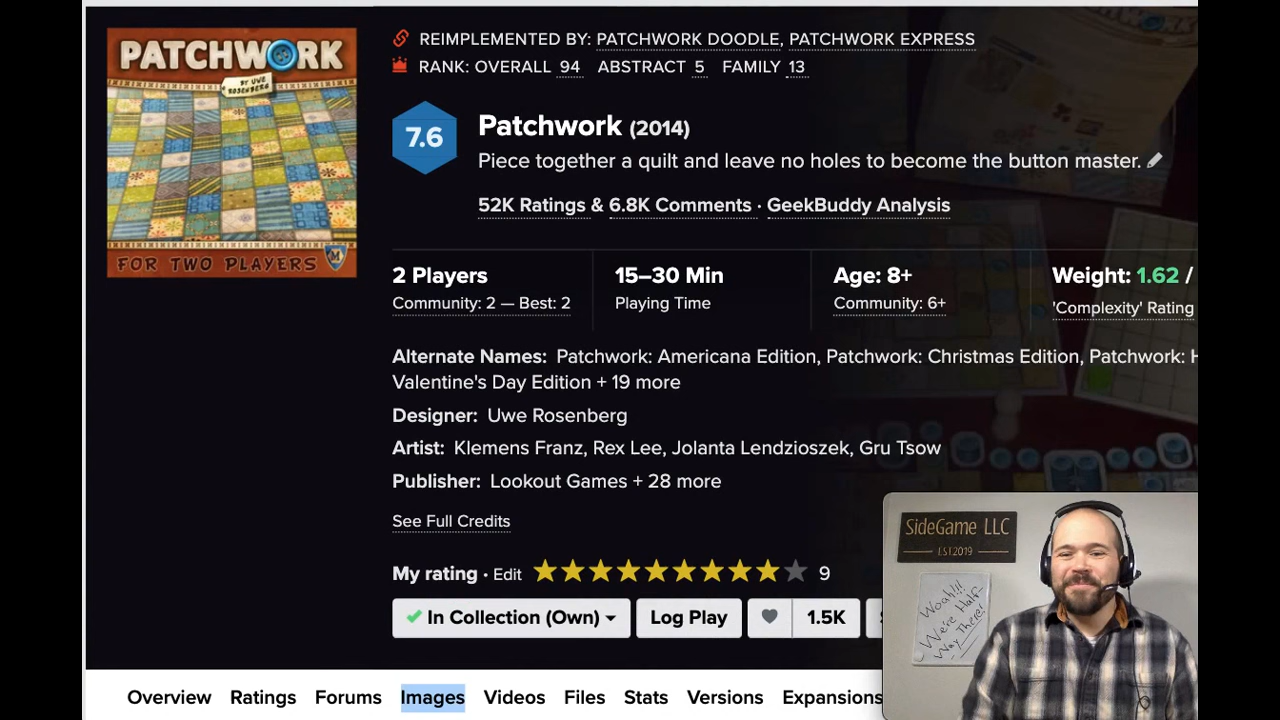 PATCHWORK
BY UWE
ROSENBERG
FOR TWO PLAYERS
REIMPLEMENTED BY: PATCHWORK DOODLE, PATCHWORK EXPRESS
RANK: OVERALL 94 ABSTRACT 5 FAMILY 13
7.6
Patchwork (2014)
Piece together a quilt and leave no holes to become the button master.
52K Ratings & 6.8K Comments · GeekBuddy Analysis
2 Players 15–30 Min Age: 8+ Weight: 1.62 /
Community: 2 — Best: 2 Playing Time Community: 6+ 'Complexity' Rating
Alternate Names: Patchwork: Americana Edition, Patchwork: Christmas Edition, Patchwork: H
Valentine's Day Edition + 19 more
Designer: Uwe Rosenberg
Artist: Klemens Franz, Rex Lee, Jolanta Lendzioszek, Gru Tsow
Publisher: Lookout Games + 28 more
See Full Credits
My rating · Edit 9
In Collection (Own) Log Play 1.5K S
Overview Ratings Forums Images Videos Files Stats Versions Expansions
SideGame LLC
EST.2019
Woah!!!
We're Half-
Way There!